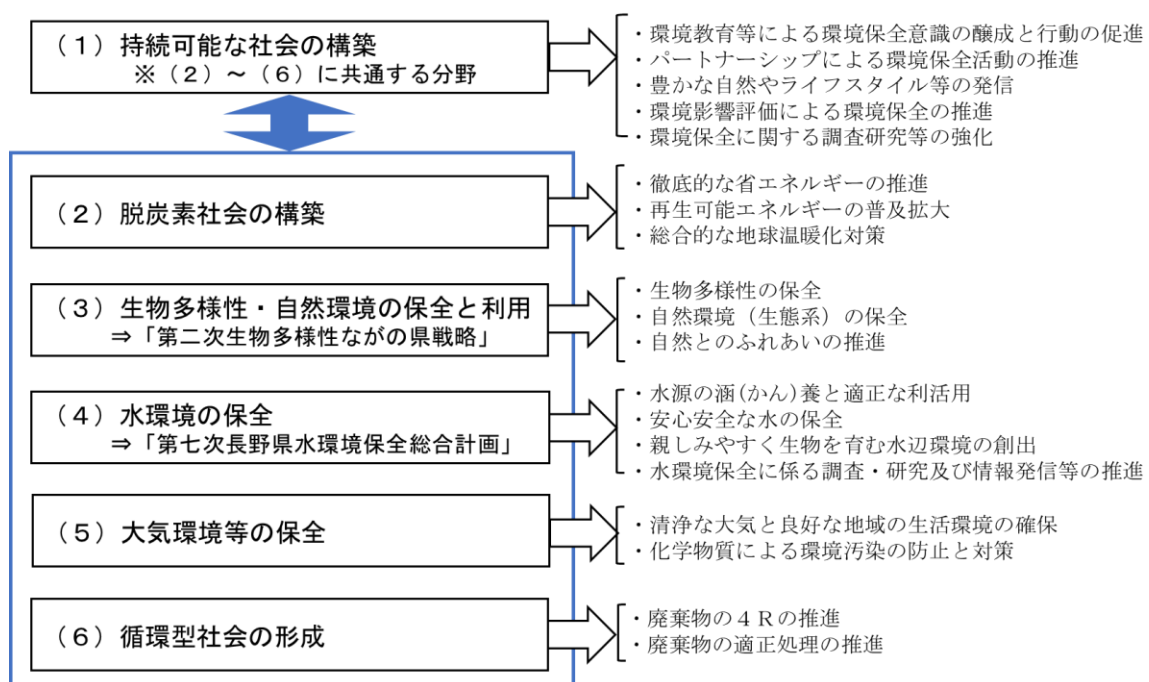 （１）持続可能な社会の構築
※（２）～（６）に共通する分野
・環境教育等による環境保全意識の醸成と行動の促進
・パートナーシップによる環境保全活動の推進
・豊かな自然やライフスタイル等の発信
・環境影響評価による環境保全の推進
・環境保全に関する調査研究等の強化
（２）脱炭素社会の構築
・徹底的な省エネルギーの推進
・再生可能エネルギーの普及拡大
・総合的な地球温暖化対策
（３）生物多様性・自然環境の保全と利用
⇒「第二次生物多様性ながの県戦略」
・生物多様性の保全
・自然環境（生態系）の保全
・自然とのふれあいの推進
（４）水環境の保全
⇒「第七次長野県水環境保全総合計画」
・水源の涵(かん)養と適正な利活用
・安心安全な水の保全
・親しみやすく生物を育む水辺環境の創出
・水環境保全に係る調査・研究及び情報発信等の推進
（５）大気環境等の保全
・清浄な大気と良好な地域の生活環境の確保
・化学物質による環境汚染の防止と対策
（６）循環型社会の形成
・廃棄物の４Ｒの推進
・廃棄物の適正処理の推進